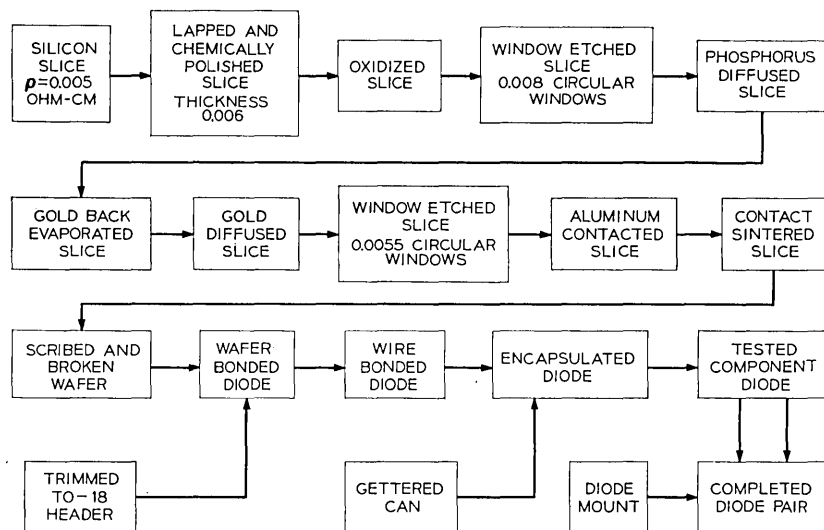 SILICON
SLICE
ρ=0.005
OHM-CM
LAPPED AND
CHEMICALLY
POLISHED
SLICE
THICKNESS
0.006
OXIDIZED
SLICE
WINDOW ETCHED
SLICE
0.008 CIRCULAR
WINDOWS
PHOSPHORUS
DIFFUSED
SLICE
GOLD BACK
EVAPORATED
SLICE
GOLD
DIFFUSED
SLICE
WINDOW ETCHED
SLICE
0.0055 CIRCULAR
WINDOWS
ALUMINUM
CONTACTED
SLICE
CONTACT
SINTERED
SLICE
SCRIBED AND
BROKEN
WAFER
WAFER
BONDED
DIODE
WIRE
BONDED
DIODE
ENCAPSULATED
DIODE
TESTED
COMPONENT
DIODE
TRIMMED
TO-18
HEADER
GETTERED
CAN
DIODE
MOUNT
COMPLETED
DIODE PAIR